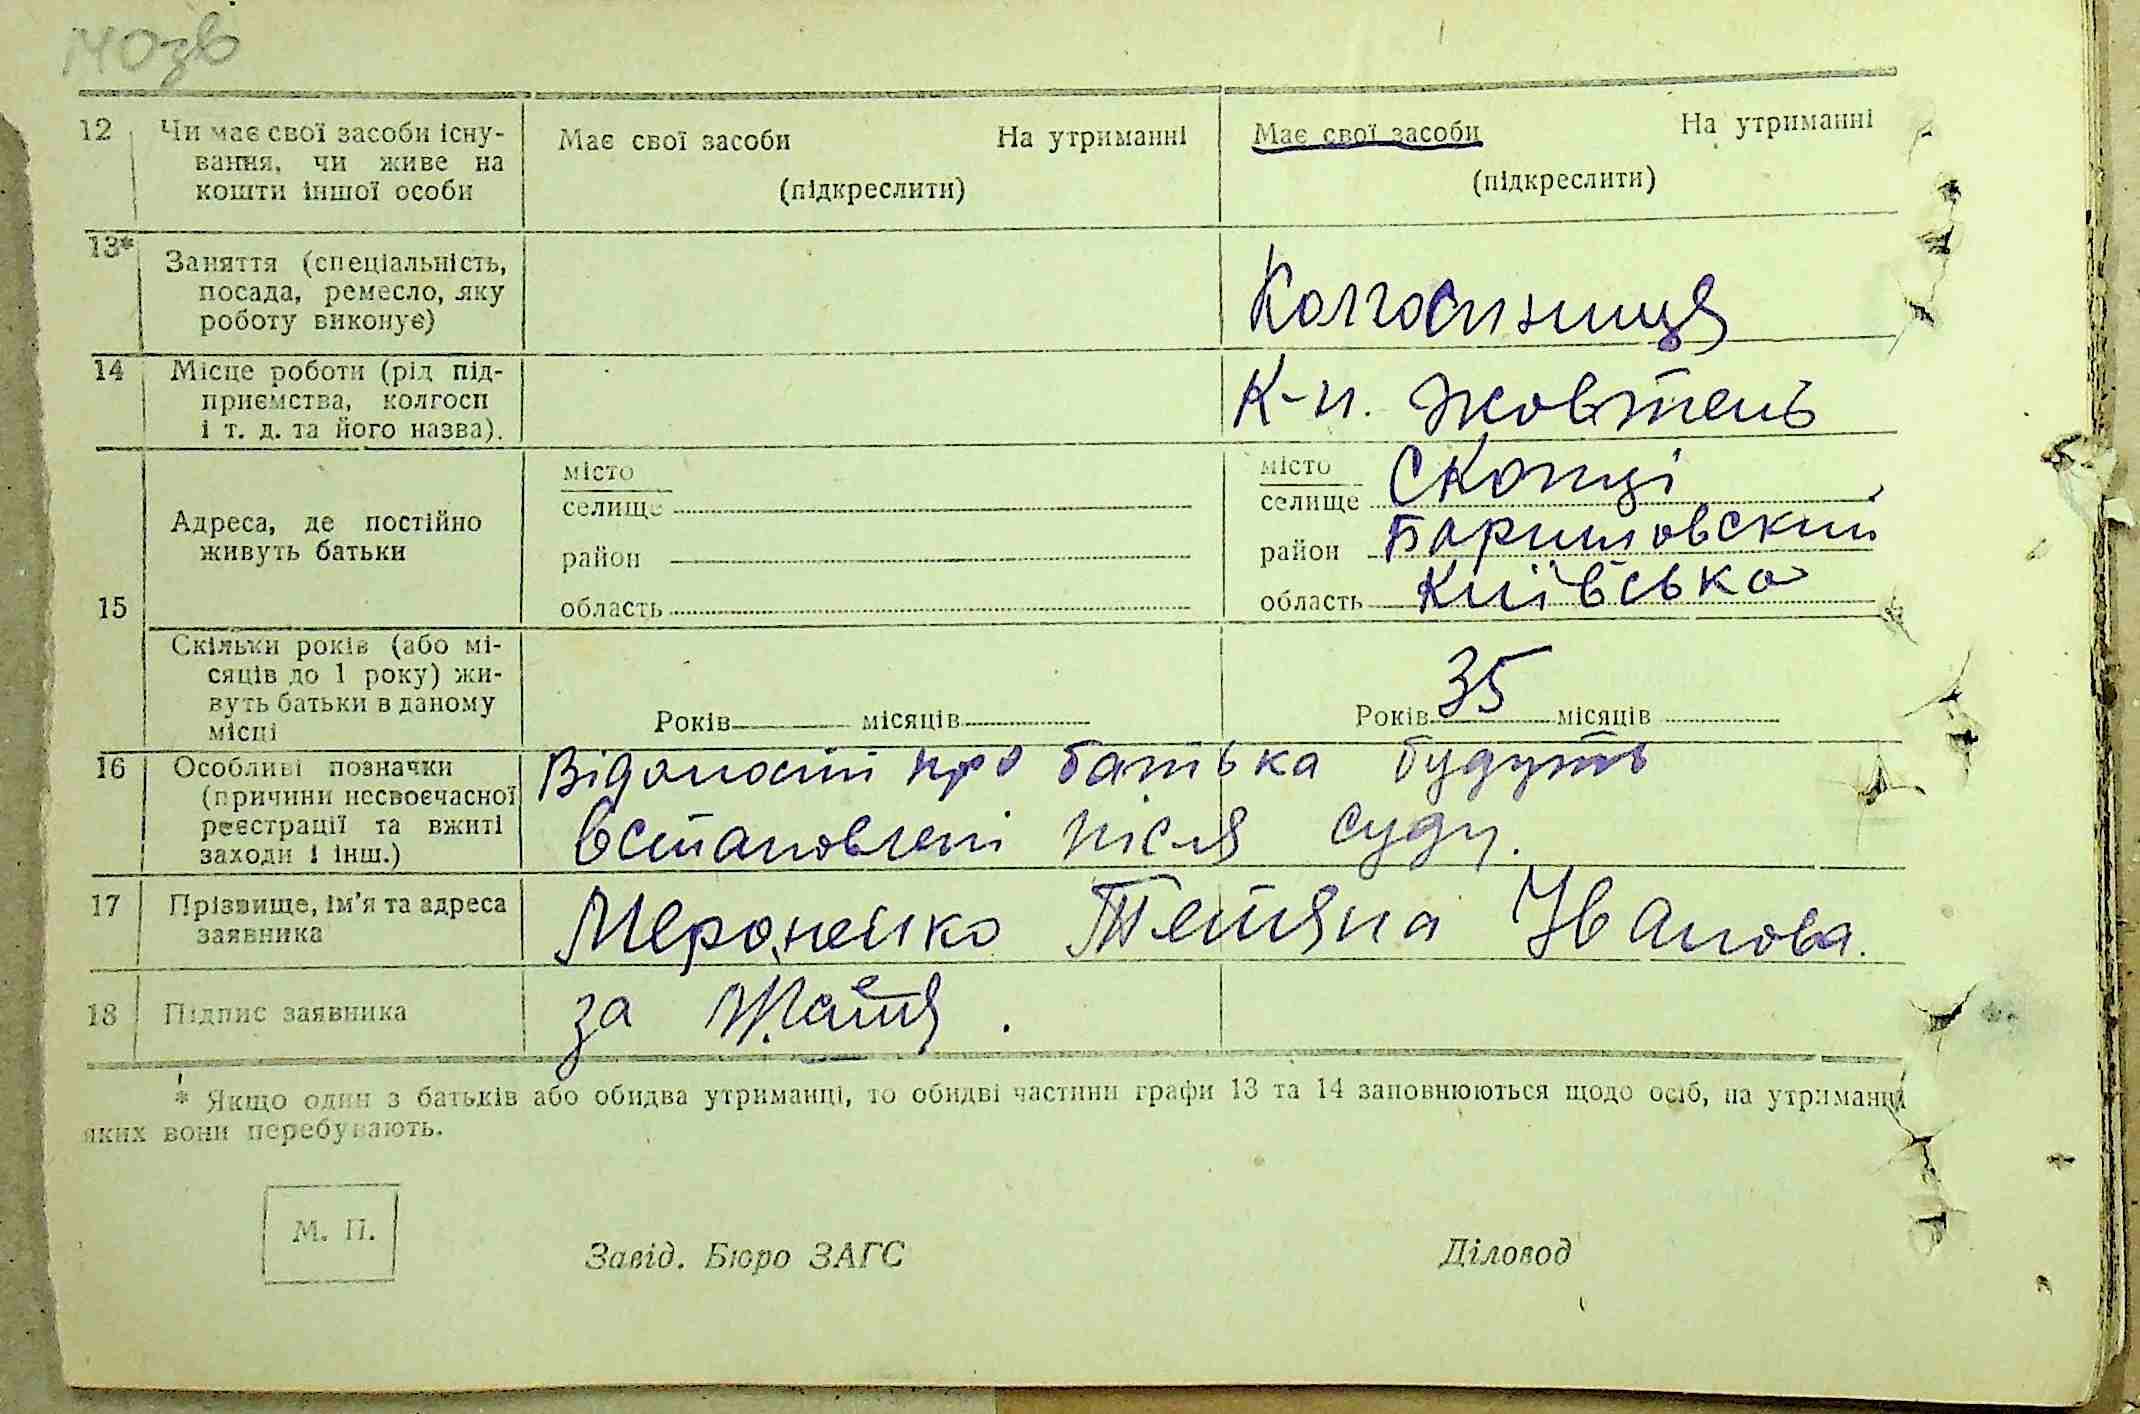 12 Чи має свої засоби існу-
вання, чи живе на
кошти іншої особи
Має свої засоби На утриманні
(підкреслити)
Має свої засоби На утриманні
(підкреслити)
13* Заняття (спеціальність,
посада, ремесло, яку
роботу виконує)
Колгоспниця
14 Місце роботи (рід під-
приємства, колгосп
і т. д. та його назва).
К-п. Жовтень
15
Адреса, де постійно
живуть батьки
місто
селище
район
область
місто
селище Скопці
район Баришовский
область Київська
Скільки років (або мі-
сяців до 1 року) жи-
вуть батьки в даному
місці
Років місяців
Років 35 місяців
16 Особливі позначки
(причини несвоєчасної
реєстрації та вжиті
заходи і інш.)
Відомості про батька будуть
встановлені після суду.
17 Прізвище, ім'я та адреса
заявника
Тетяна Іванова.
18 Підпис заявника
за
* Якщо один з батьків або обидва утриманці, то обидві частини графи 13 та 14 заповнюються щодо осіб, на утриманці
яких вони перебувають.
М. П.
Завід. Бюро ЗАГС
Діловод